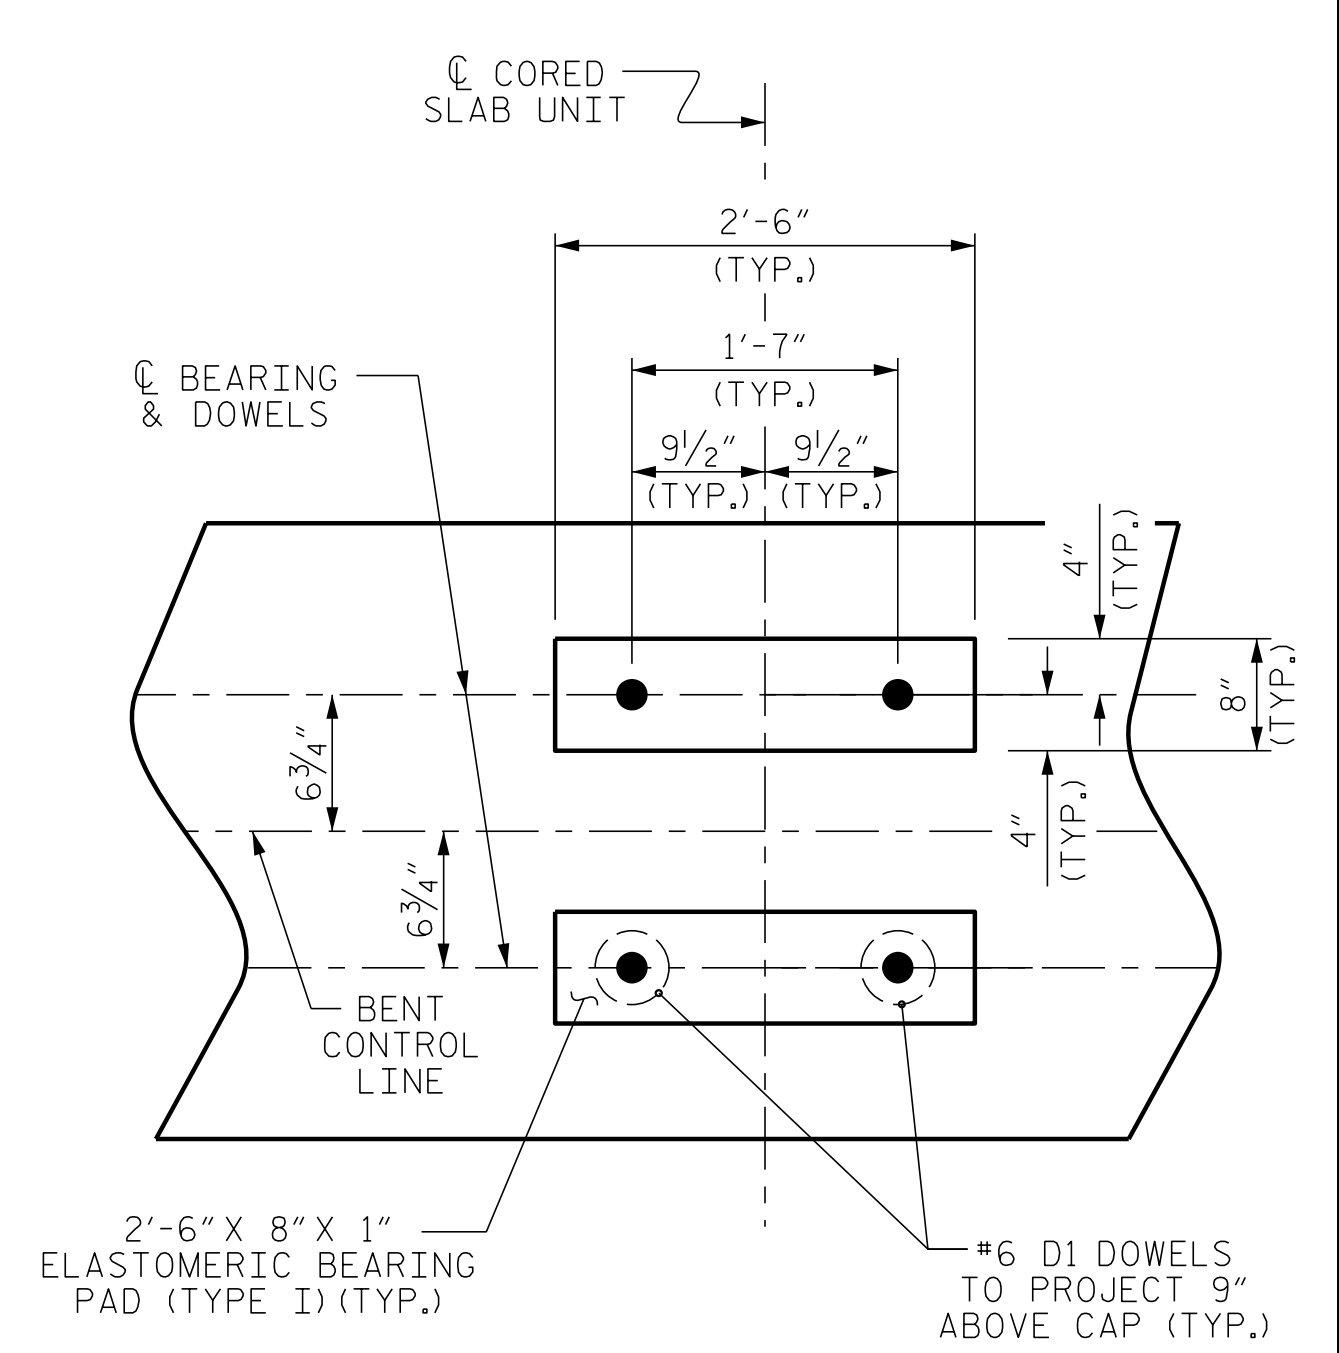 ℄ CORED
SLAB UNIT
2'-6"
(TYP.)
1'-7"
(TYP.)
℄ BEARING
& DOWELS
9½" 9½"
(TYP.) (TYP.)
4"
(TYP.)
8"
(TYP.)
6¾"
4"
(TYP.)
6¾"
BENT
CONTROL
LINE
2'-6" X 8" X 1"
ELASTOMERIC BEARING
PAD (TYPE I)(TYP.)
#6 D1 DOWELS
TO PROJECT 9"
ABOVE CAP (TYP.)